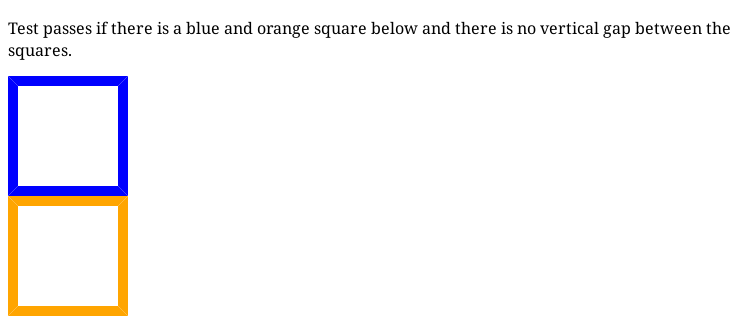 Test passes if there is a blue and orange square below and there is no vertical gap between the
squares.